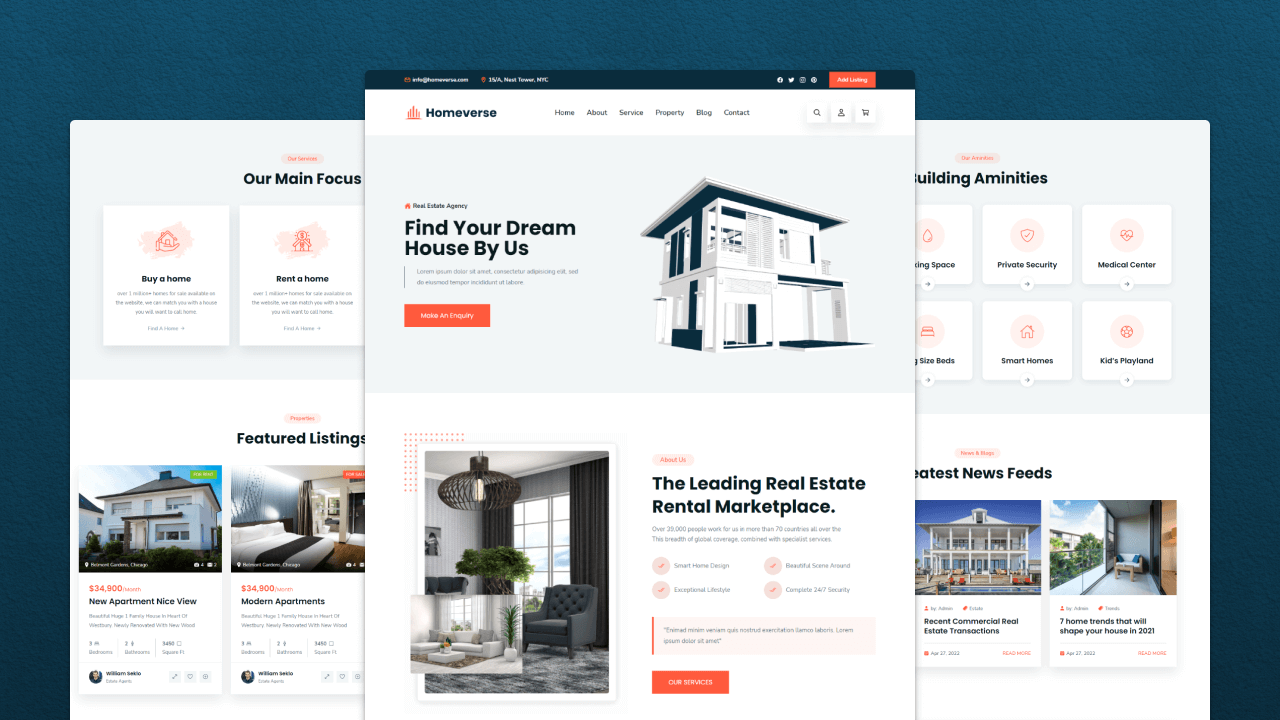 info@homeverse.com
15/A, Nest Tower, NYC
Add Listing
Homeverse
Home
About
Service
Property
Blog
Contact
Real Estate Agency
Find Your Dream
House By Us
Lorem ipsum dolor sit amet, consectetur adipisicing elit, sed
do eiusmod tempor incididunt ut labore
Make An Enquiry
About Us
The Leading Real Estate
Rental Marketplace.
Over 39,000 people work for us in more than 70 countries all over the
This breadth of global coverage, combined with specialist services.
Smart Home Design
Beautiful Scene Around
Exceptional Lifestyle
Complete 24/7 Security
"Enimad minim veniam quis nostrud exercitation llamco laboris. Lorem
ipsum dolor sit amet"
OUR SERVICES
Our Services
Our Main Focus
Buy a home
over 1 million+ homes for sale available on
the website, we can match you with a house
you will want to call home.
Find A Home →
Rent a home
over 1 million+ homes for sale available on
the website, we can match you with a house
you will want to call home.
Find A Home →
Properties
Featured Listings
FOR RENT
Belmont Gardens, Chicago
4
2
$34,900/Month
New Apartment Nice View
Beautiful Huge 1 Family House In Heart Of
Westbury. Newly Renovated With New Wood
3
2
3450
Bedrooms
Bathrooms
Square Ft
William Seklo
Estate Agents
FOR SAL
Belmont Gardens, Chicago
4
$34,900/Month
Modern Apartments
Beautiful Huge 1 Family House In Heart Of
Westbury. Newly Renovated With New Wood
3
2
3450
Bedrooms
Bathrooms
Square Ft
William Seklo
Estate Agents
Our Aminities
uilding Aminities
king Space
Private Security
Medical Center
g Size Beds
Smart Homes
Kid's Playland
News & Blogs
eatest News Feeds
by: Admin
Estate
Recent Commercial Real
Estate Transactions
Apr 27, 2022
READ MORE
by: Admin
Trends
7 home trends that will
shape your house in 2021
Apr 27, 2022
READ MORE